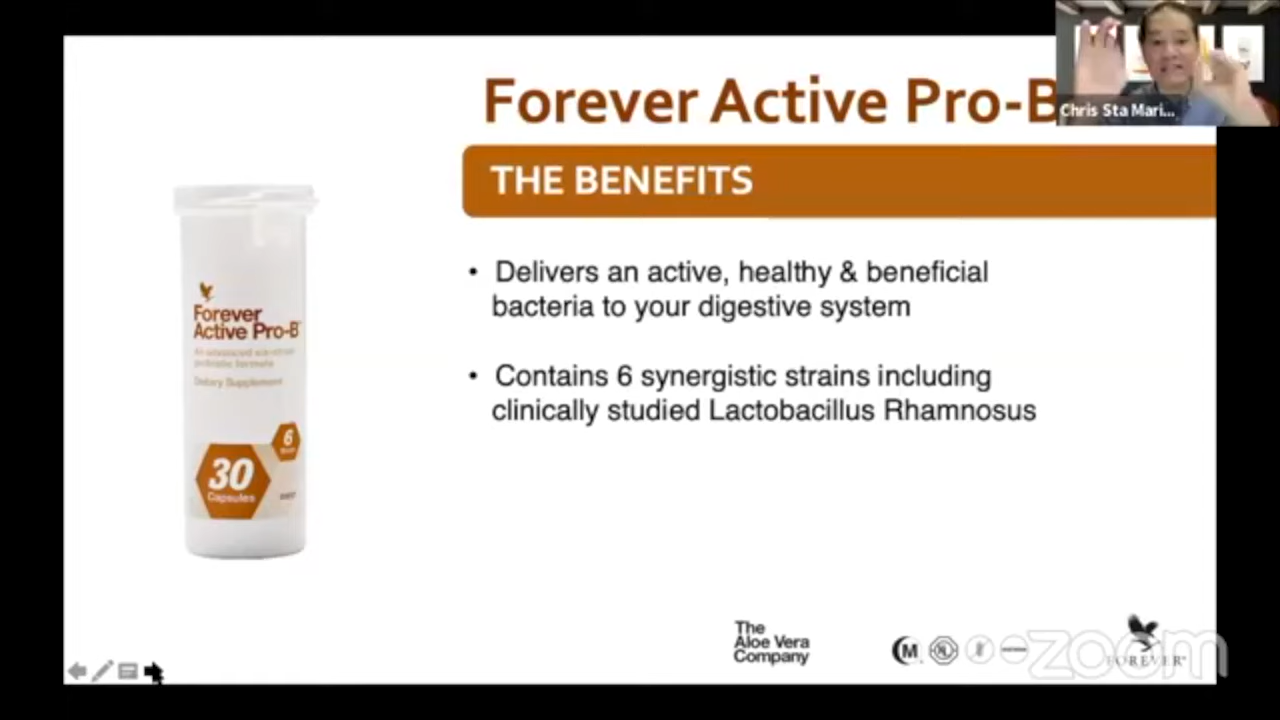 Forever Active Pro-B
Chris Sta Mari...
THE BENEFITS
• Delivers an active, healthy & beneficial
bacteria to your digestive system
• Contains 6 synergistic strains including
clinically studied Lactobacillus Rhamnosus
Forever
Active Pro-B
probiotic formula
Dietary Supplement
6
30
Capsules
The
Aloe Vera
Company
M
zoom
FOREVER